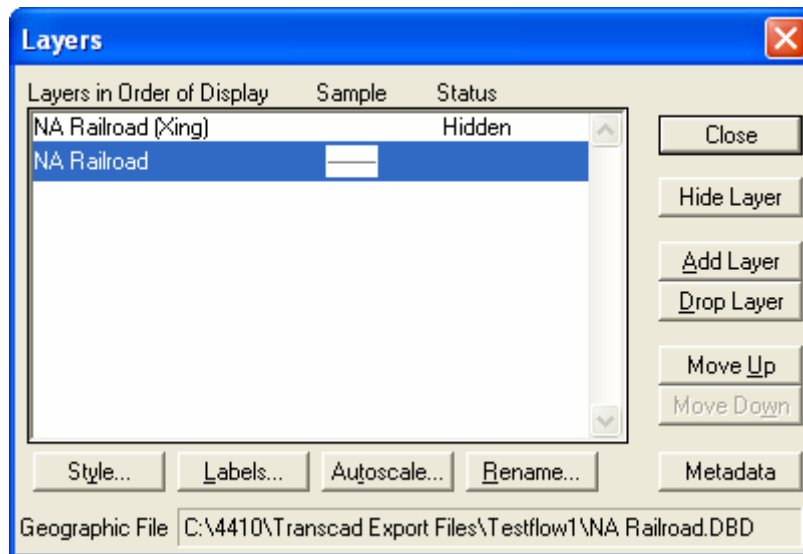 Layers
Layers in Order of Display Sample Status
NA Railroad (Xing) Hidden
NA Railroad
Close
Hide Layer
Add Layer
Drop Layer
Move Up
Move Down
Style... Labels... Autoscale... Rename... Metadata
Geographic File C:\4410\Transcad Export Files\Testflow1\NA Railroad.DBD